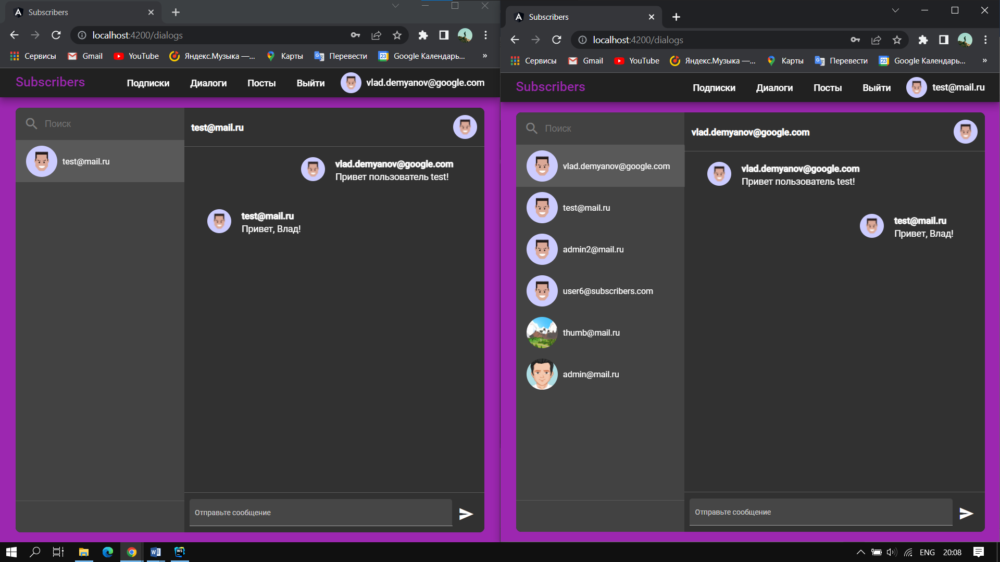 Subscribers
localhost:4200/dialogs
Сервисы Gmail YouTube Яндекс.Музыка —... Карты Перевести 23 Google Календарь... »
Subscribers Подписки Диалоги Посты Выйти vlad.demyanov@google.com
Поиск
test@mail.ru
test@mail.ru
vlad.demyanov@google.com
Привет пользователь test!
test@mail.ru
Привет, Влад!
Отправьте сообщение
Subscribers
localhost:4200/dialogs
Сервисы Gmail YouTube Яндекс.Музыка —... Карты Перевести 23 Google Календарь... »
Subscribers Подписки Диалоги Посты Выйти test@mail.ru
Поиск
vlad.demyanov@google.com
test@mail.ru
admin2@mail.ru
user6@subscribers.com
thumb@mail.ru
admin@mail.ru
vlad.demyanov@google.com
vlad.demyanov@google.com
Привет пользователь test!
test@mail.ru
Привет, Влад!
Отправьте сообщение
W WS ENG 20:08